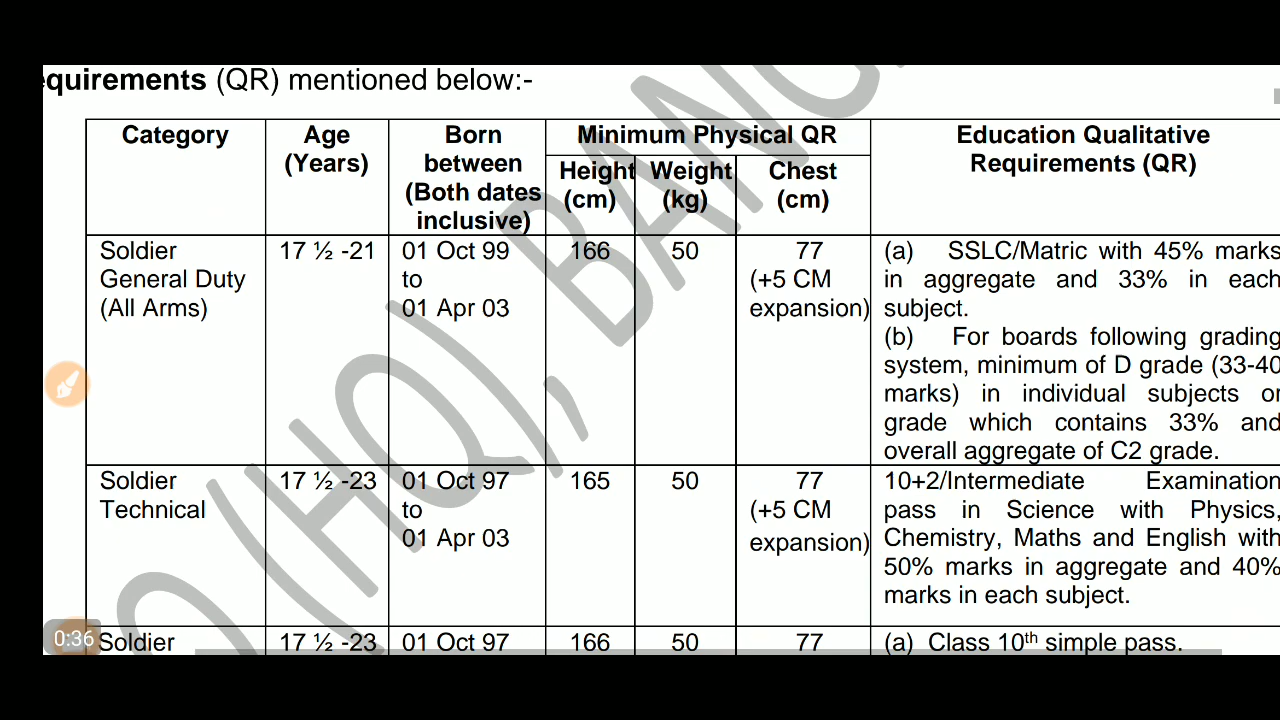 equirements (QR) mentioned below:-
Category
Age
(Years)
Born
between
(Both dates
inclusive)
Minimum Physical QR
Height
(cm)
Weight
(kg)
Chest
(cm)
Education Qualitative
Requirements (QR)
Soldier
General Duty
(All Arms)
17 ½ -21
01 Oct 99
to
01 Apr 03
166
50
77
(+5 CM
expansion)
(a) SSLC/Matric with 45% marks
in aggregate and 33% in each
subject.
(b) For boards following grading
system, minimum of D grade (33-40
marks) in individual subjects or
grade which contains 33% and
overall aggregate of C2 grade.
Soldier
Technical
17 ½ -23
01 Oct 97
to
01 Apr 03
165
50
77
(+5 CM
expansion)
10+2/Intermediate Examination
pass in Science with Physics,
Chemistry, Maths and English with
50% marks in aggregate and 40%
marks in each subject.
Soldier
17 ½ -23
01 Oct 97
166
50
77
(a) Class 10th simple pass.
0:36
O (HQ), BANG